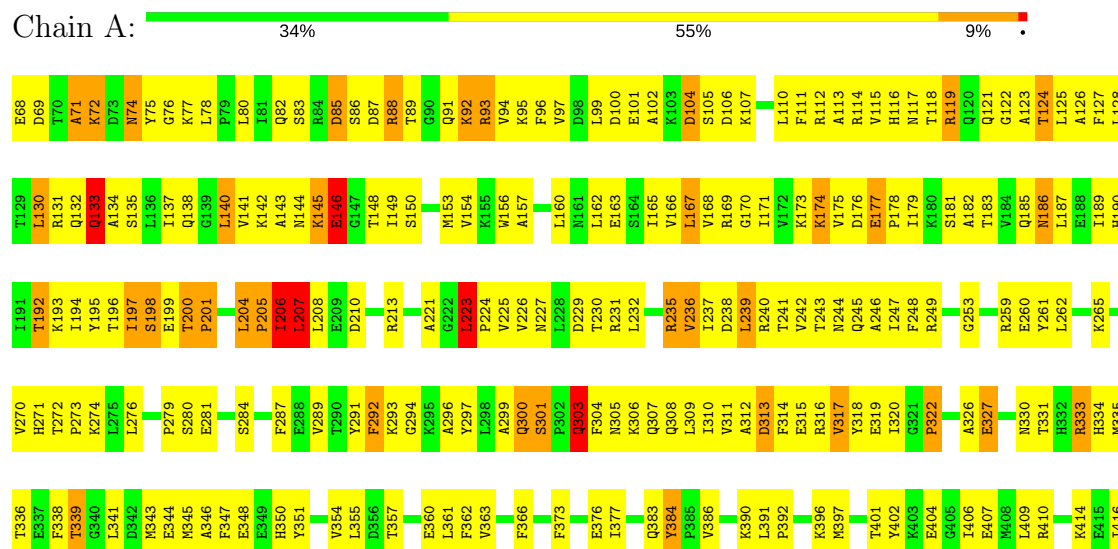 Chain A:
34% 55% 9% •
E68 D69 T70 A71 K72 D73 N74 Y75 G76 K77 L78 P79 L80 I81 Q82 S83 R84 D85 S86 D87 R88 T89 G90 Q91 K92 R93 V94 K95 F96 V97 D98 L99 D100 E101 A102 K103 D104 S105 D106 K107 L110 F111 R112 A113 R114 V115 H116 N117 T118 R119 Q120 Q121 G122 A123 T124 L125 A126 F127 L128
T129 L130 R131 Q132 Q133 A134 S135 L136 I137 Q138 G139 L140 V141 K142 A143 N144 K145 E146 G147 T148 I149 S150 M153 V154 K155 W156 A157 L160 N161 L162 E163 S164 I165 V166 L167 V168 R169 G170 I171 V172 K173 K174 V175 D176 E177 P178 I179 K180 S181 A182 T183 V184 Q185 N186 L187 E188 I189 H190
I191 T192 K193 I194 Y195 T196 I197 S198 E199 T200 P201 L204 P205 I206 L207 L208 E209 D210 R213 A221 G222 L223 P224 V225 V226 N227 L228 D229 T230 R231 L232 R235 V236 I237 D238 L239 R240 T241 V242 T243 N244 Q245 A246 I247 F248 R249 G253 R259 E260 Y261 L262 K265
V270 H271 T272 P273 K274 L275 L276 P279 S280 E281 S284 F287 E288 V289 T290 Y291 F292 K293 G294 K295 A296 Y297 L298 A299 Q300 S301 P302 Q303 F304 N305 K306 Q307 Q308 L309 I310 V311 A312 D313 F314 E315 R316 V317 Y318 E319 I320 G321 P322 A326 E327 N330 T331 H332 R333 H334 M335
T336 E337 F338 T339 G340 L341 D342 M343 E344 M345 A346 F347 E348 E349 H350 Y351 V354 L355 D356 T357 E360 L361 F362 V363 F366 F373 E376 I377 Q383 Y384 P385 V386 K390 L391 P392 K396 M397 T401 Y402 K403 E404 G405 I406 E407 M408 L409 R410 K414 E415